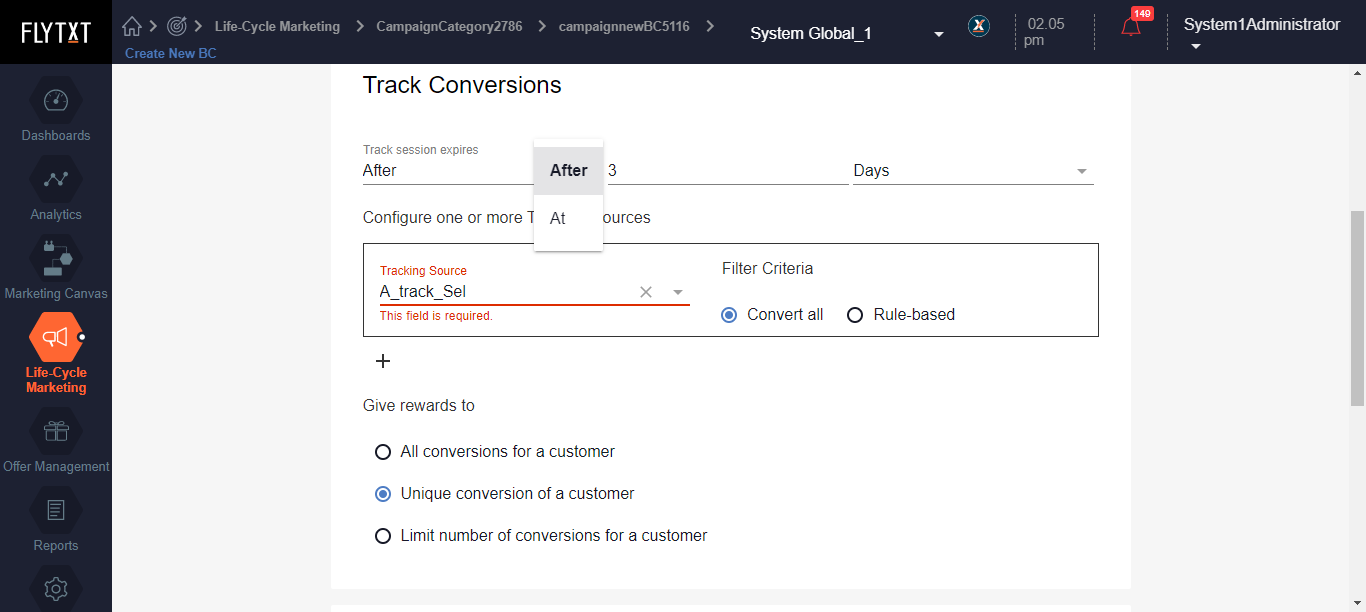 FLYTXT
Life-Cycle Marketing
CampaignCategory2786
campaignnewBC5116
Create New BC
System Global_1
02.05
pm
149
System1Administrator
Dashboards
Analytics
Marketing Canvas
Life-Cycle
Marketing
Offer Management
Reports
Track Conversions
Track session expires
After
After
At
3
Days
Configure one or more T ources
Tracking Source
A_track_Sel
This field is required.
Filter Criteria
Convert all
Rule-based
Give rewards to
All conversions for a customer
Unique conversion of a customer
Limit number of conversions for a customer